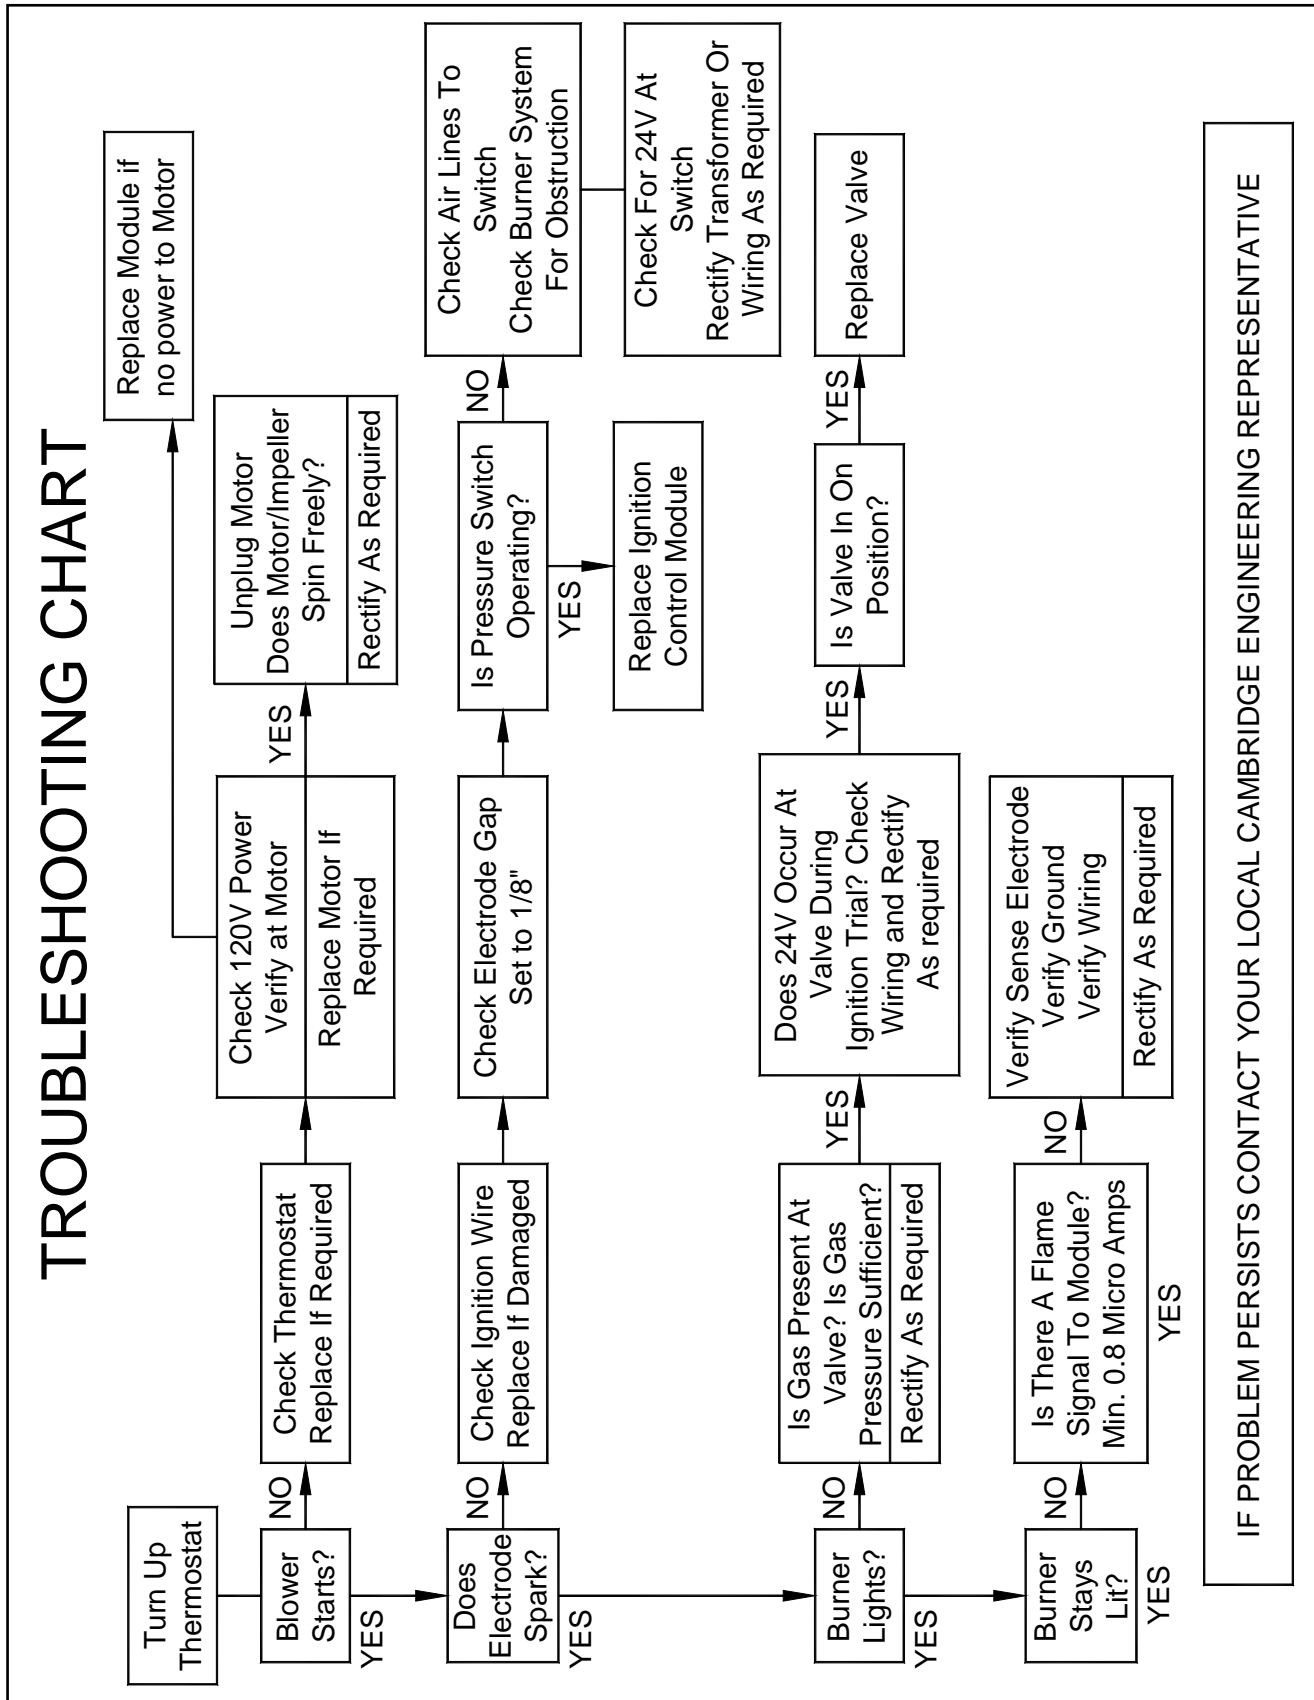 TROUBLESHOOTING CHART
Turn Up
Thermostat
Blower
Starts?
NO
YES
Check Thermostat
Replace If Required
Check 120V Power
Verify at Motor
Replace Motor If
Required
YES
Unplug Motor
Does Motor/Impeller
Spin Freely?
Rectify As Required
Replace Module if
no power to Motor
Does
Electrode
Spark?
NO
YES
Check Ignition Wire
Replace If Damaged
Check Electrode Gap
Set to 1/8"
Is Pressure Switch
Operating?
NO
YES
Check Air Lines To
Switch
Check Burner System
For Obstruction
Replace Ignition
Control Module
Check For 24V At
Switch
Rectify Transformer Or
Wiring As Required
Burner
Lights?
NO
YES
Is Gas Present At
Valve? Is Gas
Pressure Sufficient?
Rectify As Required
YES
Does 24V Occur At
Valve During
Ignition Trial? Check
Wiring and Rectify
As required
YES
Is Valve In On
Position?
YES
Replace Valve
Burner
Stays
Lit?
NO
YES
Is There A Flame
Signal To Module?
Min. 0.8 Micro Amps
NO
YES
Verify Sense Electrode
Verify Ground
Verify Wiring
Rectify As Required
IF PROBLEM PERSISTS CONTACT YOUR LOCAL CAMBRIDGE ENGINEERING REPRESENTATIVE